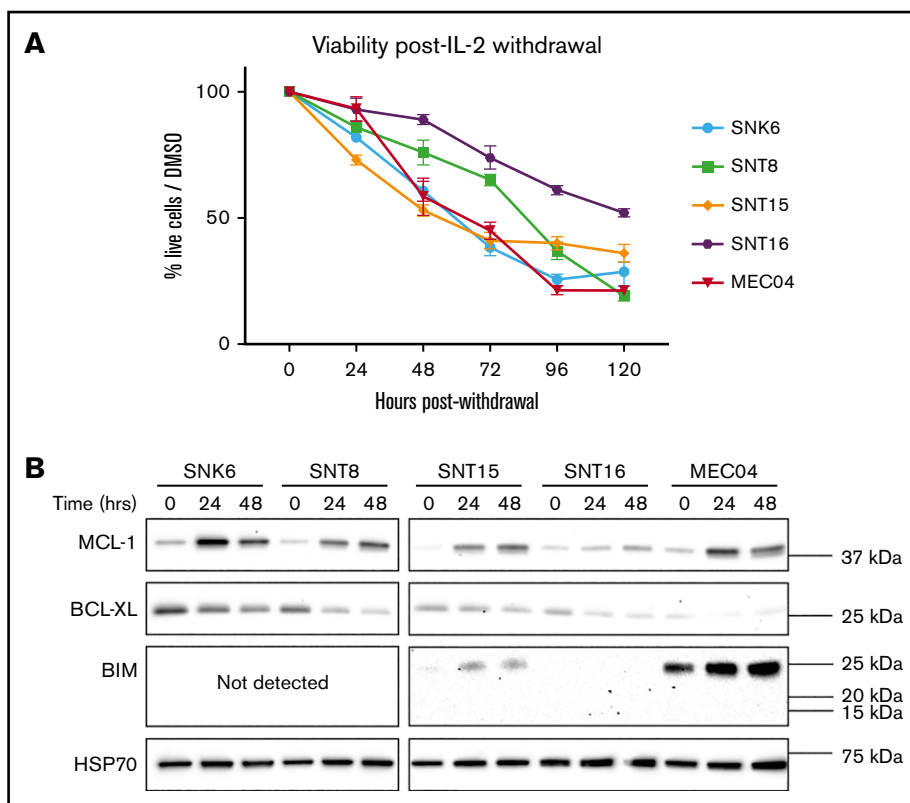 A
Viability post-IL-2 withdrawal
% live cells / DMSO
100
50
0
0 24 48 72 96 120
Hours post-withdrawal
SNK6
SNT8
SNT15
SNT16
MEC04
B
SNK6 SNT8 SNT15 SNT16 MEC04
Time (hrs) 0 24 48 0 24 48 0 24 48 0 24 48 0 24 48
MCL-1
37 kDa
BCL-XL
25 kDa
BIM
Not detected
25 kDa
20 kDa
15 kDa
HSP70
75 kDa